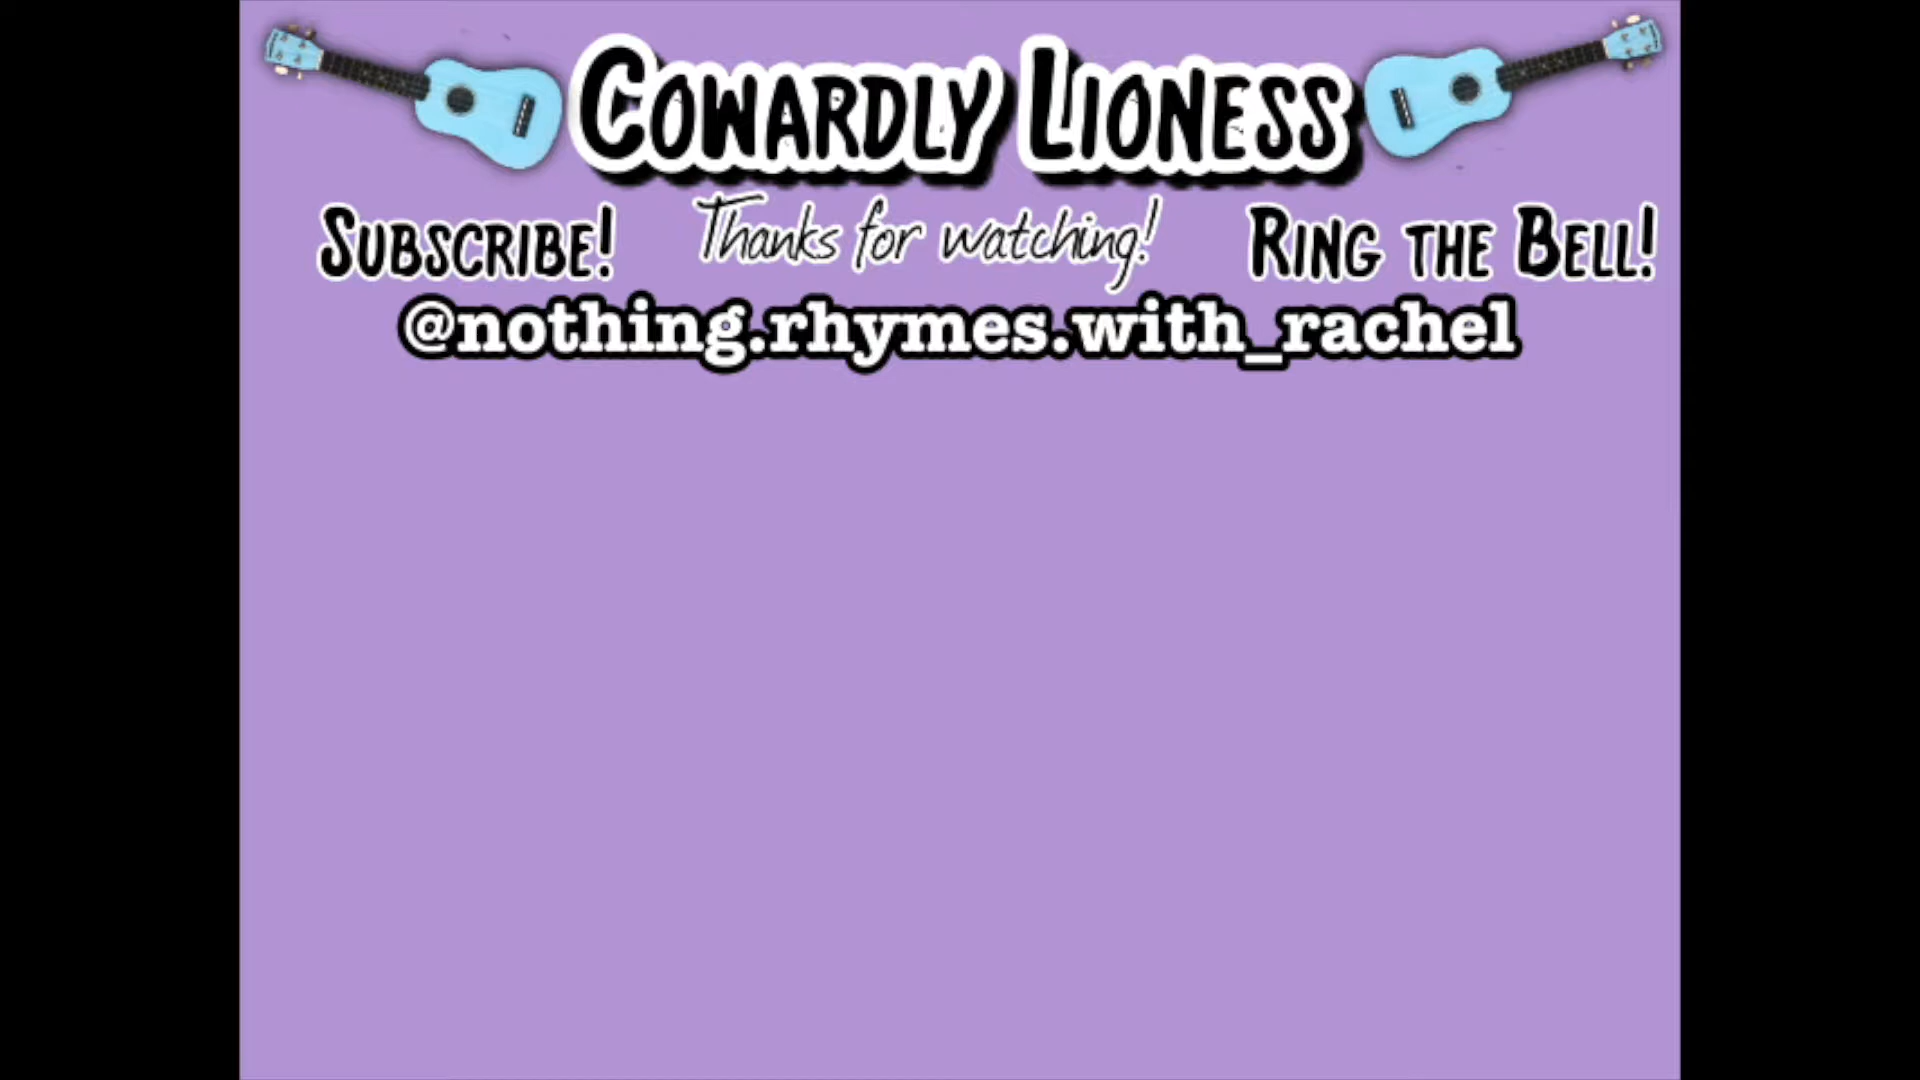 Cowardly Lioness
Subscribe! Thanks for watching! Ring the Bell!
@nothing.rhymes.with_rachel